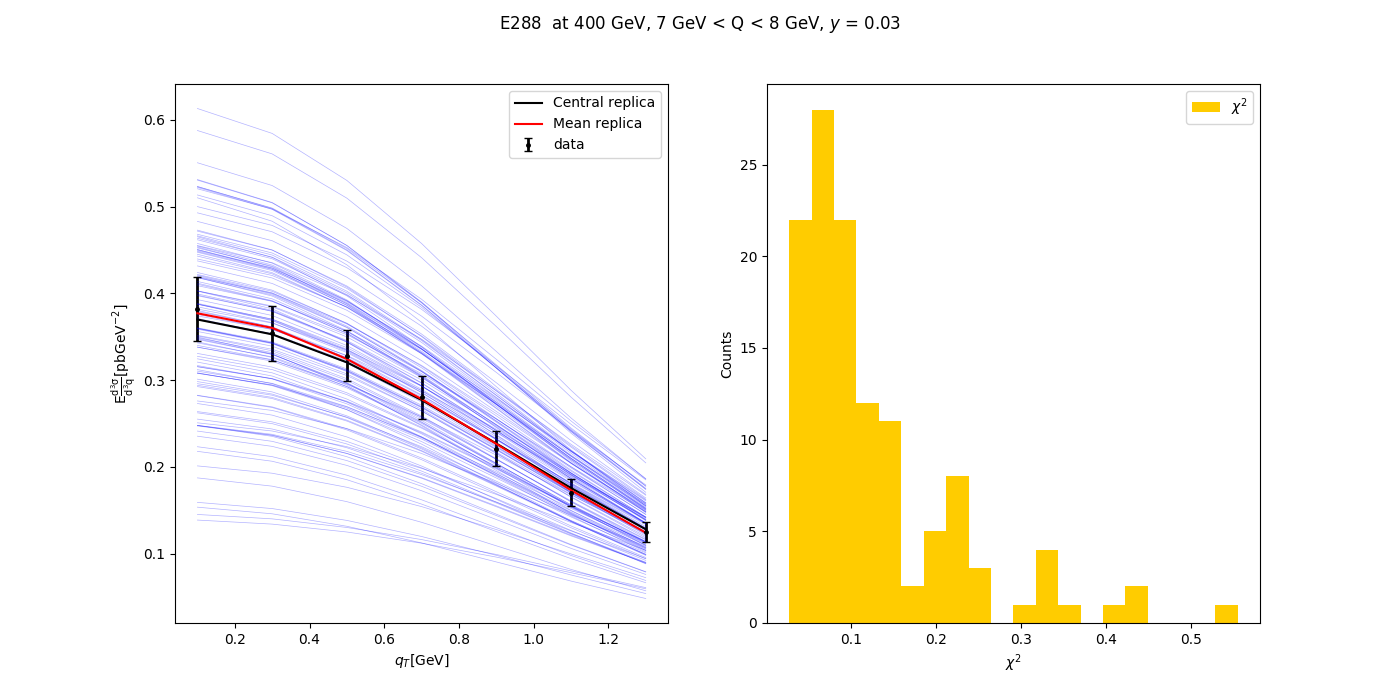 E288 at 400 GeV, 7 GeV < Q < 8 GeV, y = 0.03
Central replica
Mean replica
data
0.6
0.5
0.4
0.3
0.2
0.1
E d³σ/d³q [pbGeV⁻²]
0.2 0.4 0.6 0.8 1.0 1.2
q_T[GeV]
χ²
25
20
15
10
5
0
Counts
0.1 0.2 0.3 0.4 0.5
χ²